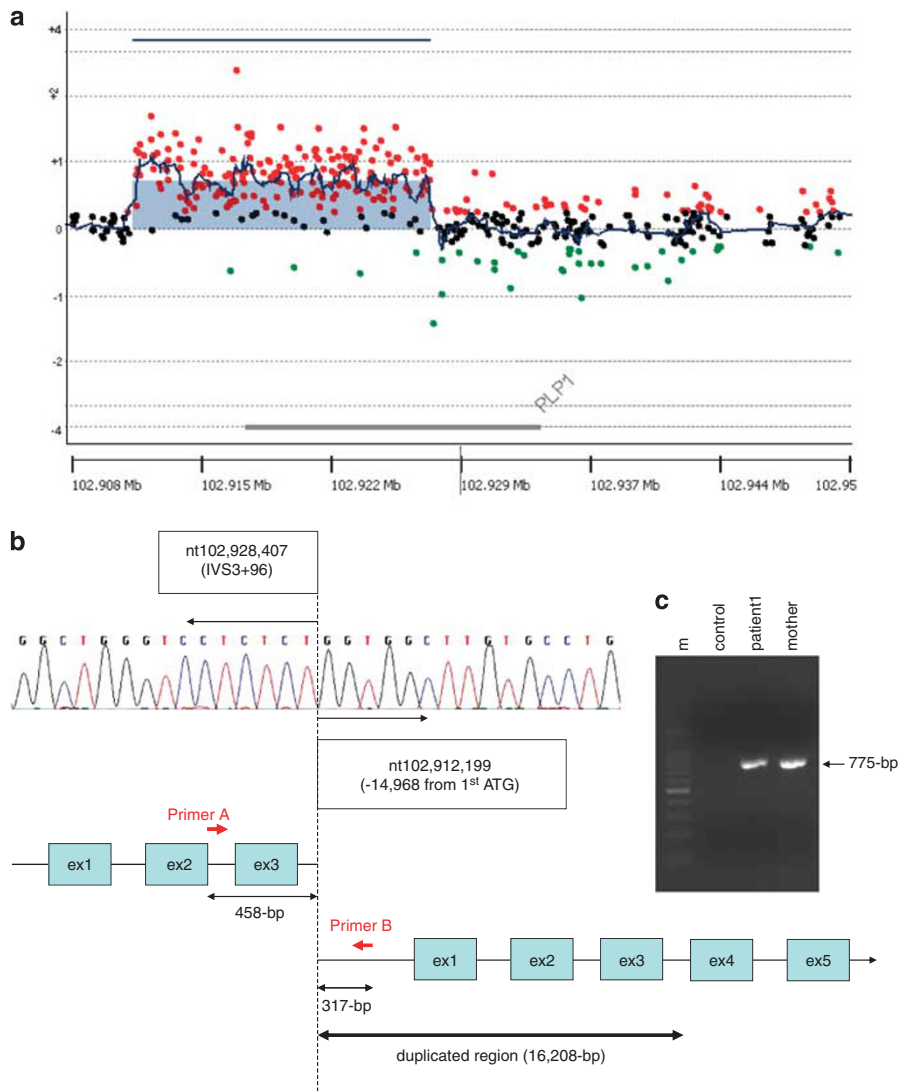 a
+4
+2
+1
0
-1
-2
-4
PLP1
102.908 Mb 102.915 Mb 102.922 Mb 102.929 Mb 102.937 Mb 102.944 Mb 102.95
b
nt102,928,407
(IVS3+96)
G G C T G G G T C C T C T C T G G T G G C T T G T G C C T G
nt102,912,199
(-14,968 from 1st ATG)
Primer A
ex1 ex2 ex3
458-bp
Primer B
ex1 ex2 ex3 ex4 ex5
317-bp
duplicated region (16,208-bp)
c
m control patient1 mother
775-bp